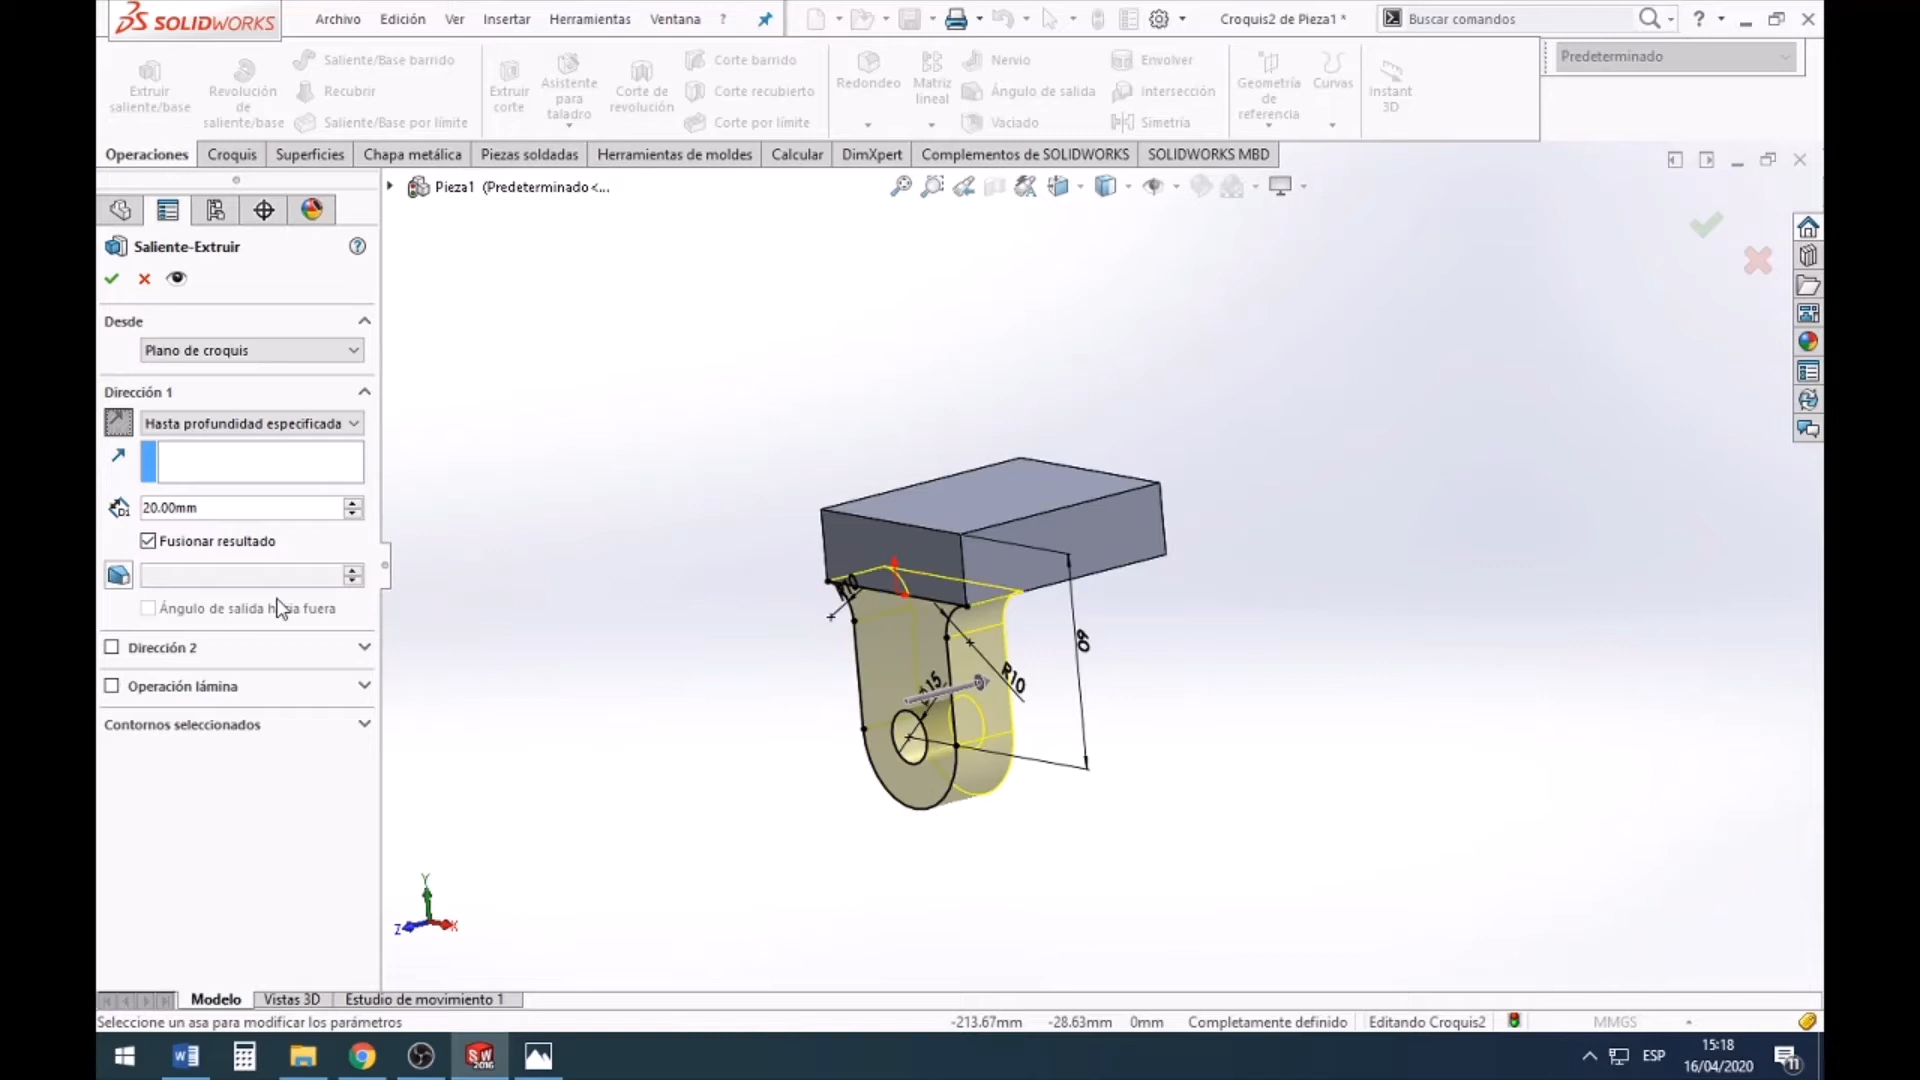 SOLIDWORKS
Archivo Edición Ver Insertar Herramientas Ventana ?
Croquis2 de Pieza1 *
Buscar comandos
?
Extruir saliente/base
Revolución de saliente/base
Saliente/Base barrido
Recubrir
Saliente/Base por límite
Extruir corte
Asistente para taladro
Corte de revolución
Corte barrido
Corte recubierto
Corte por límite
Redondeo
Matriz lineal
Nervio
Ángulo de salida
Vaciado
Envolver
Intersección
Simetría
Geometría de referencia
Curvas
Instant 3D
Predeterminado
Operaciones Croquis Superficies Chapa metálica Piezas soldadas Herramientas de moldes Calcular DimXpert Complementos de SOLIDWORKS SOLIDWORKS MBD
Pieza1 (Predeterminado<...
Saliente-Extruir
Desde
Plano de croquis
Dirección 1
Hasta profundidad especificada
D1
20.00mm
Fusionar resultado
Ángulo de salida hacia fuera
Dirección 2
Operación lámina
Contornos seleccionados
R10
60
R10
Y
Z
X
Modelo Vistas 3D Estudio de movimiento 1
Seleccione un asa para modificar los parámetros
-213.67mm -28.63mm 0mm Completamente definido Editando Croquis2 MMGS
SW 2016
ESP
15:18
16/04/2020
11